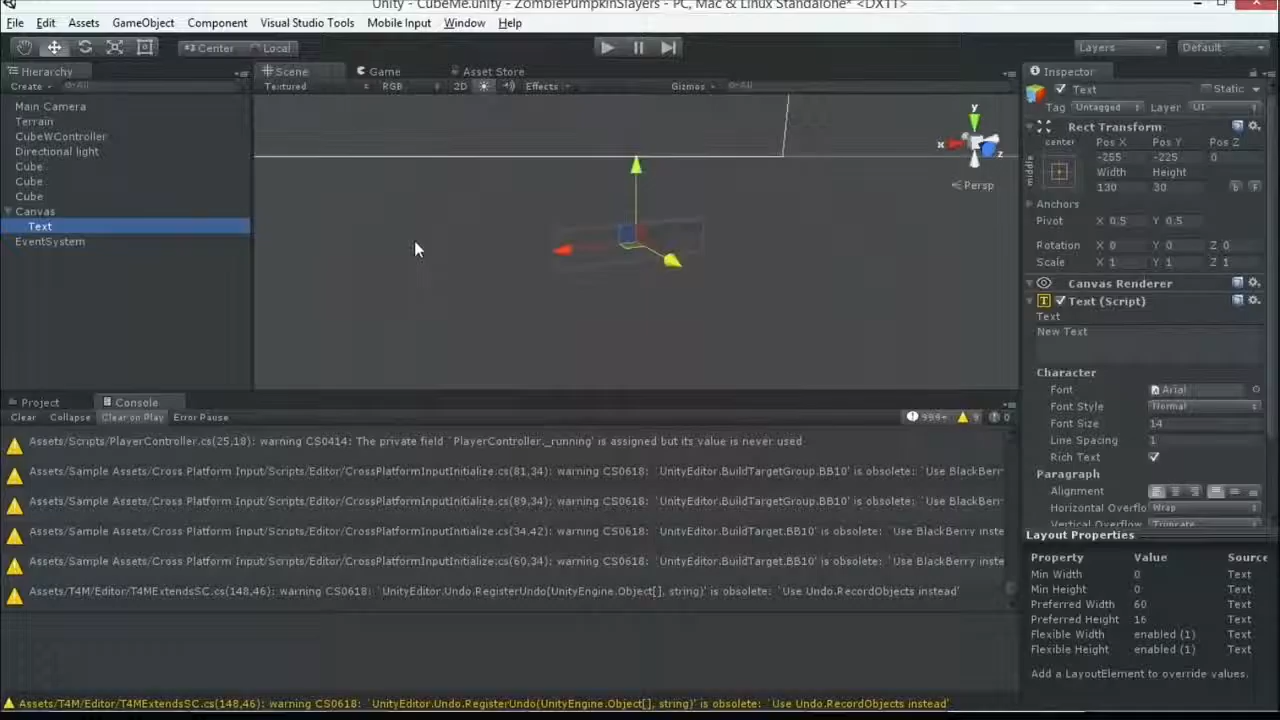 Unity - CubeMe.unity - ZombiePumpkinSlayers - PC, Mac & Linux Standalone* <DX11>
File Edit Assets GameObject Component Visual Studio Tools Mobile Input Window Help
Center Local Layers Default
Hierarchy
Create All
Main Camera
Terrain
CubeWController
Directional light
Cube
Cube
Cube
Canvas
Text
EventSystem
Scene Game Asset Store
Textured RGB 2D Effects Gizmos All
y
x
z
Persp
Inspector
Text Static
Tag Untagged Layer UI
Rect Transform
center Pos X Pos Y Pos Z
middle -255 -225 0
Width Height
130 30
Anchors
Pivot X 0.5 Y 0.5
Rotation X 0 Y 0 Z 0
Scale X 1 Y 1 Z 1
Canvas Renderer
Text (Script)
Text
New Text
Character
Font Arial
Font Style Normal
Font Size 14
Line Spacing 1
Rich Text
Paragraph
Alignment
Horizontal Overflo Wrap
Vertical Overflow Truncate
Layout Properties
Property Value Source
Min Width 0 Text
Min Height 0 Text
Preferred Width 60 Text
Preferred Height 16 Text
Flexible Width enabled (1) Text
Flexible Height enabled (1) Text
Add a LayoutElement to override values.
Project Console
Clear Collapse Clear on Play Error Pause 999+ 9 0
Assets/Scripts/PlayerController.cs(25,18): warning CS0414: The private field `PlayerController._running' is assigned but its value is never used
Assets/Sample Assets/Cross Platform Input/Scripts/Editor/CrossPlatformInputInitialize.cs(81,34): warning CS0618: `UnityEditor.BuildTargetGroup.BB10' is obsolete: `Use BlackBerry
Assets/Sample Assets/Cross Platform Input/Scripts/Editor/CrossPlatformInputInitialize.cs(89,34): warning CS0618: `UnityEditor.BuildTargetGroup.BB10' is obsolete: `Use BlackBerry
Assets/Sample Assets/Cross Platform Input/Scripts/Editor/CrossPlatformInputInitialize.cs(34,42): warning CS0618: `UnityEditor.BuildTarget.BB10' is obsolete: `Use BlackBerry instea
Assets/Sample Assets/Cross Platform Input/Scripts/Editor/CrossPlatformInputInitialize.cs(60,34): warning CS0618: `UnityEditor.BuildTarget.BB10' is obsolete: `Use BlackBerry instea
Assets/T4M/Editor/T4MExtendsSC.cs(148,46): warning CS0618: `UnityEditor.Undo.RegisterUndo(UnityEngine.Object[], string)' is obsolete: `Use Undo.RecordObjects instead'
Assets/T4M/Editor/T4MExtendsSC.cs(148,46): warning CS0618: `UnityEditor.Undo.RegisterUndo(UnityEngine.Object[], string)' is obsolete: `Use Undo.RecordObjects instead'